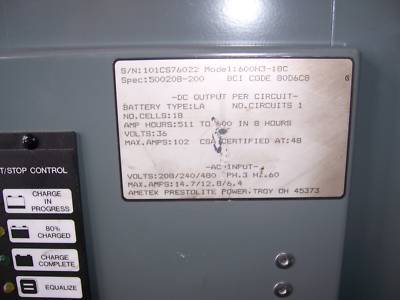 S/N:101CS76022 Model:600H3-18C
Spec:500208-200 BCI CODE 80D6C8
-DC OUTPUT PER CIRCUIT-
BATTERY TYPE:LA NO.CIRCUITS 1
NO.CELLS:18
AMP HOURS:511 TO 600 IN 8 HOURS
VOLTS:36
MAX.AMPS:102 CSA CERTIFIED AT:48
-AC INPUT-
VOLTS:208/240/480 PH.3 HZ.60
MAX.AMPS:14.7/12.8/6.4
AMETEK PRESTOLITE POWER,TROY OH 45373
T/STOP CONTROL
CHARGE
IN
PROGRESS
80%
CHARGED
CHARGE
COMPLETE
EQUALIZE